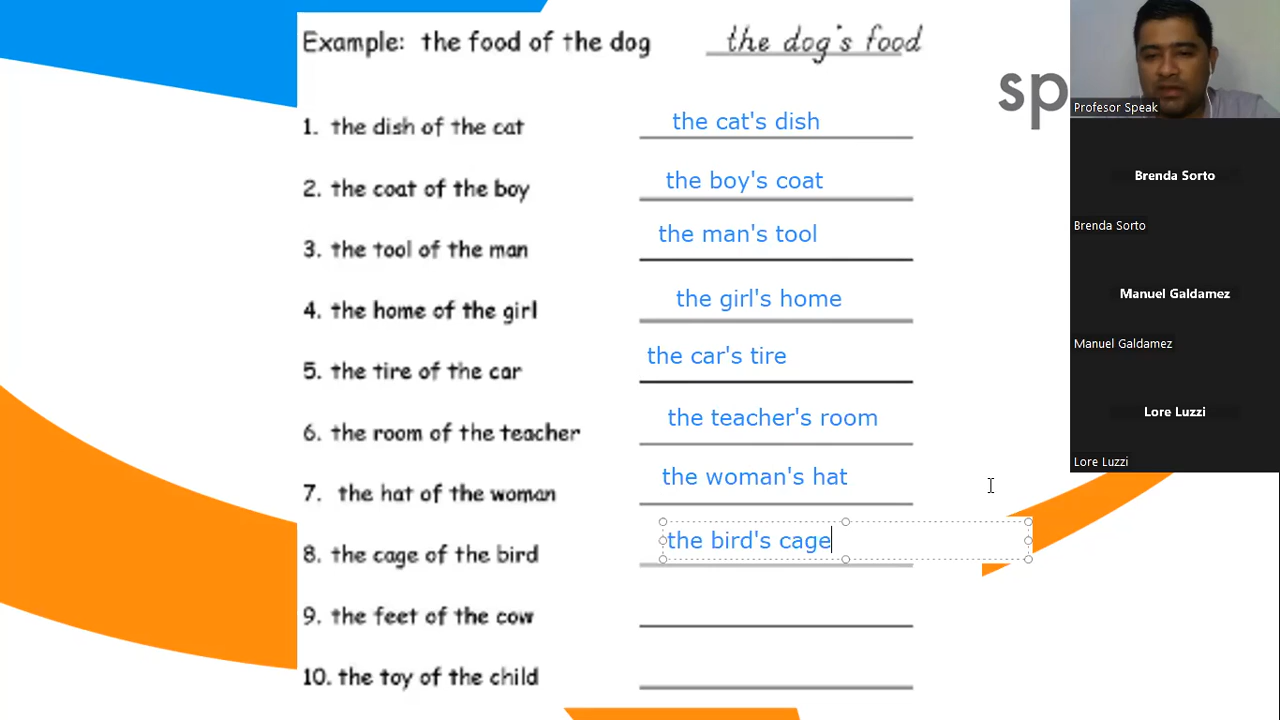 Example: the food of the dog the dog's food
1. the dish of the cat the cat's dish
2. the coat of the boy the boy's coat
3. the tool of the man the man's tool
4. the home of the girl the girl's home
5. the tire of the car the car's tire
6. the room of the teacher the teacher's room
7. the hat of the woman the woman's hat
8. the cage of the bird the bird's cage
9. the feet of the cow
10. the toy of the child
sp
Profesor Speak
Brenda Sorto
Brenda Sorto
Manuel Galdamez
Manuel Galdamez
Lore Luzzi
Lore Luzzi